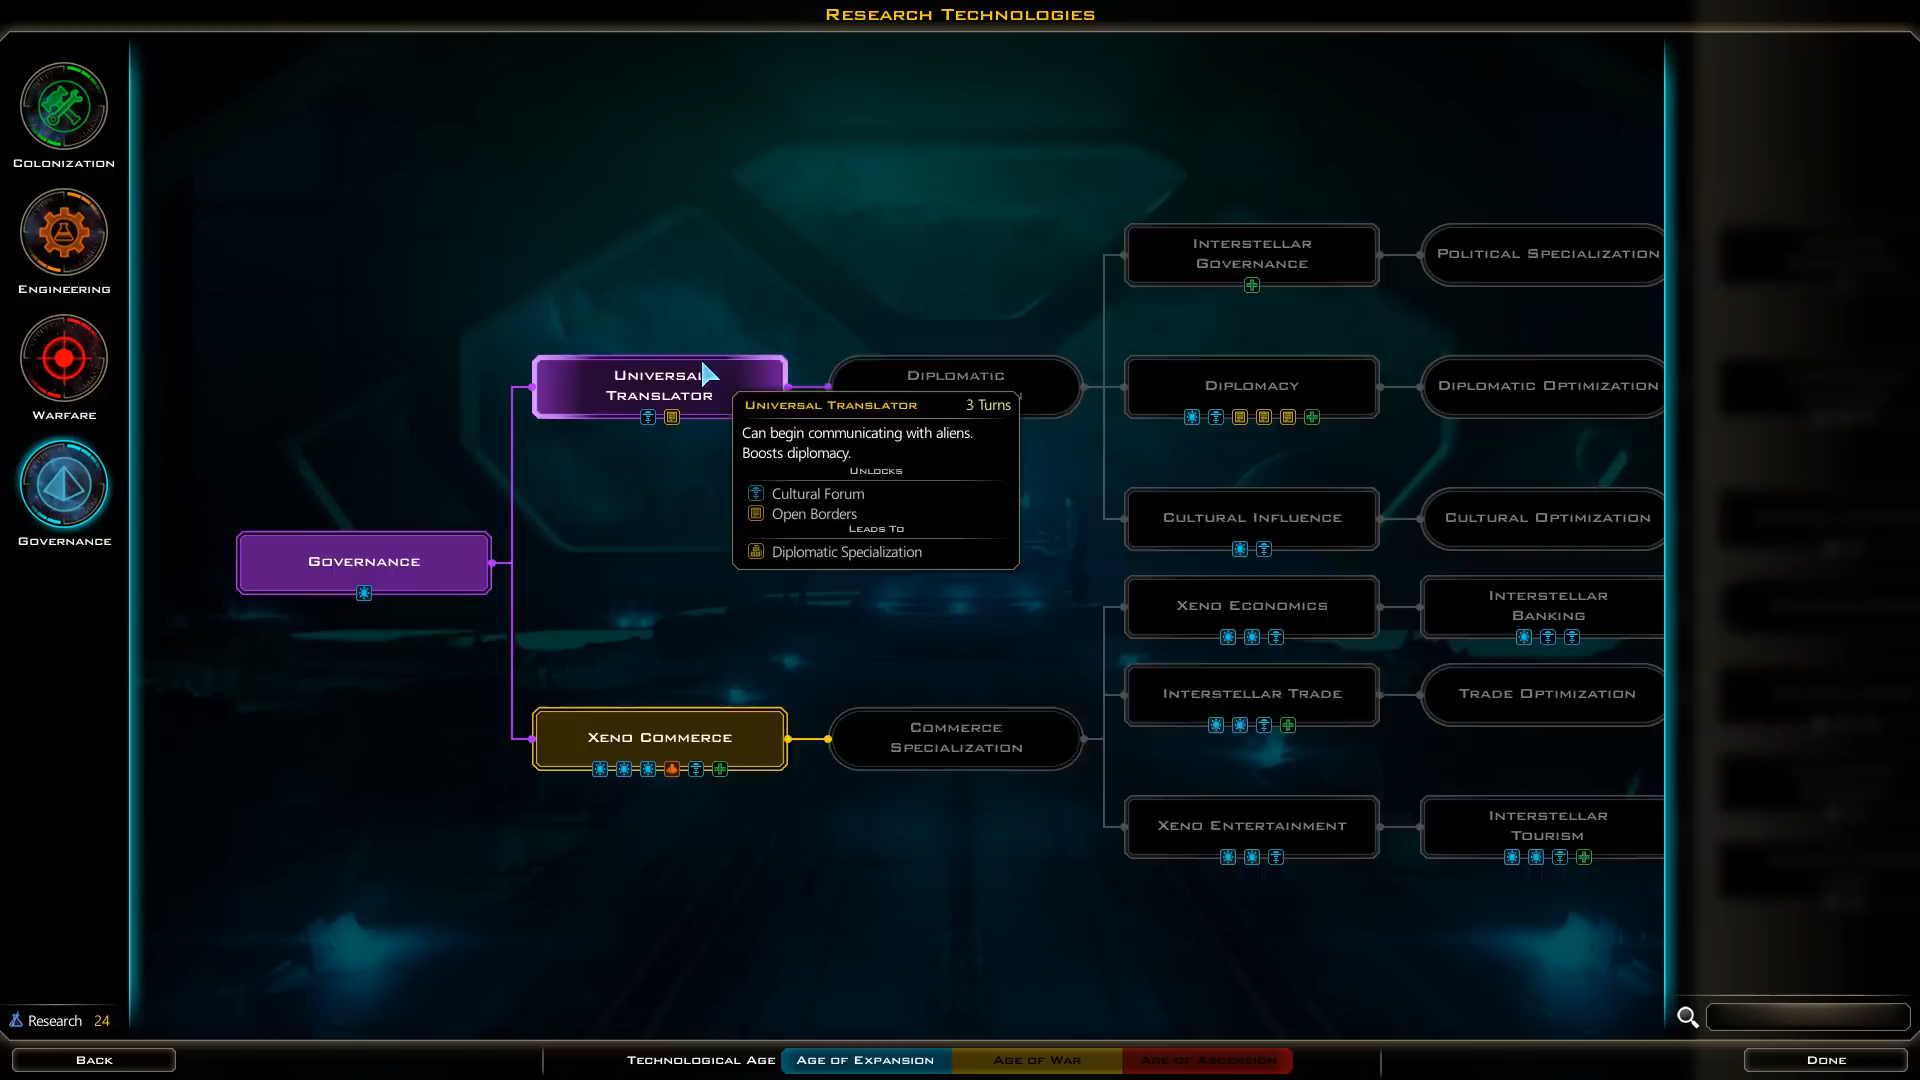 Research Technologies
Colonization
Engineering
Warfare
Governance
Governance
Universal
Translator
Xeno Commerce
Diplomatic
Commerce
Specialization
Universal Translator 3 Turns
Can begin communicating with aliens.
Boosts diplomacy.
Unlocks
Cultural Forum
Open Borders
Leads To
Diplomatic Specialization
Interstellar
Governance
Political Specialization
Diplomacy
Diplomatic Optimization
Cultural Influence
Cultural Optimization
Xeno Economics
Interstellar
Banking
Interstellar Trade
Trade Optimization
Xeno Entertainment
Interstellar
Tourism
Research 24
Back
Technological Age
Age of Expansion
Age of War
Age of Ascension
Done